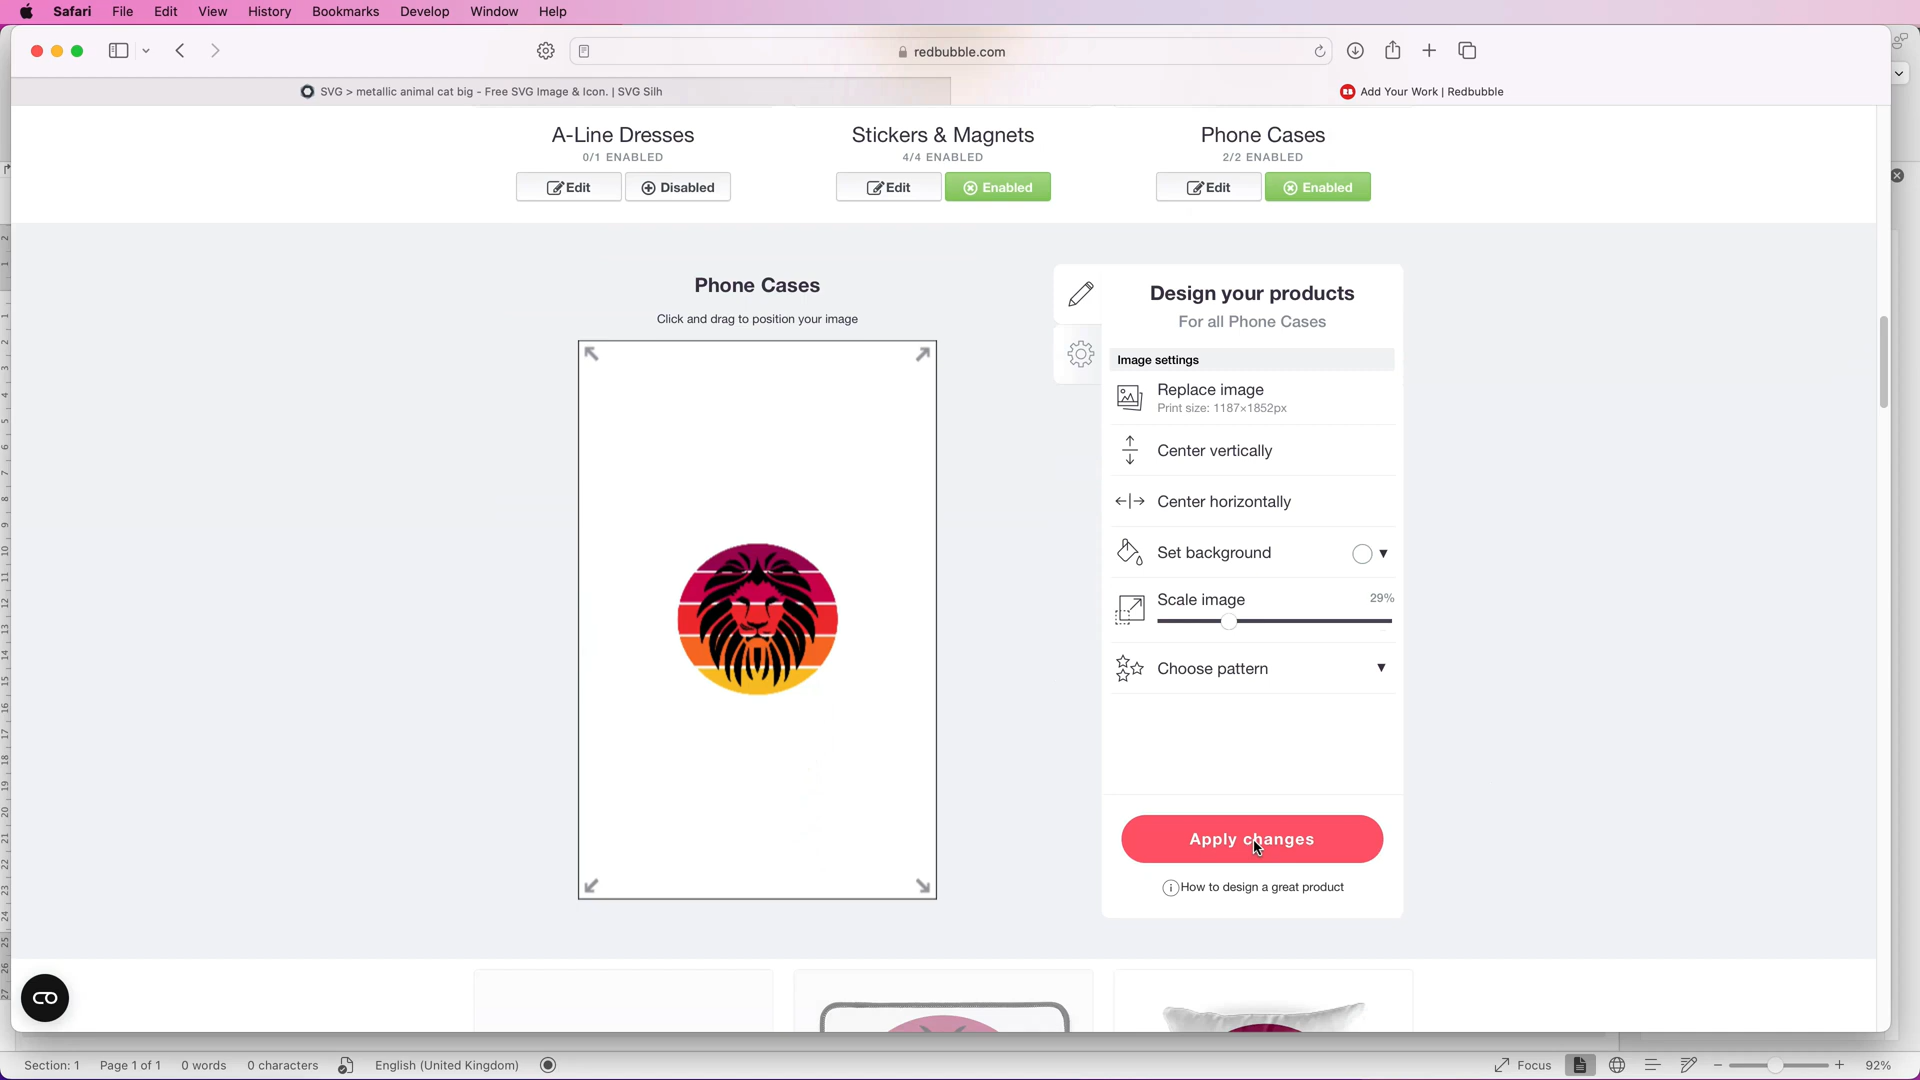 Safari File Edit View History Bookmarks Develop Window Help
redbubble.com
SVG > metallic animal cat big - Free SVG Image & Icon. | SVG Silh
Add Your Work | Redbubble
A-Line Dresses
0/1 ENABLED
Edit
Disabled
Stickers & Magnets
4/4 ENABLED
Edit
Enabled
Phone Cases
2/2 ENABLED
Edit
Enabled
Phone Cases
Click and drag to position your image
Design your products
For all Phone Cases
Image settings
Replace image
Print size: 1187×1852px
Center vertically
Center horizontally
Set background
Scale image 29%
Choose pattern
Apply changes
How to design a great product
Section: 1 Page 1 of 1 0 words 0 characters English (United Kingdom) Focus 92%